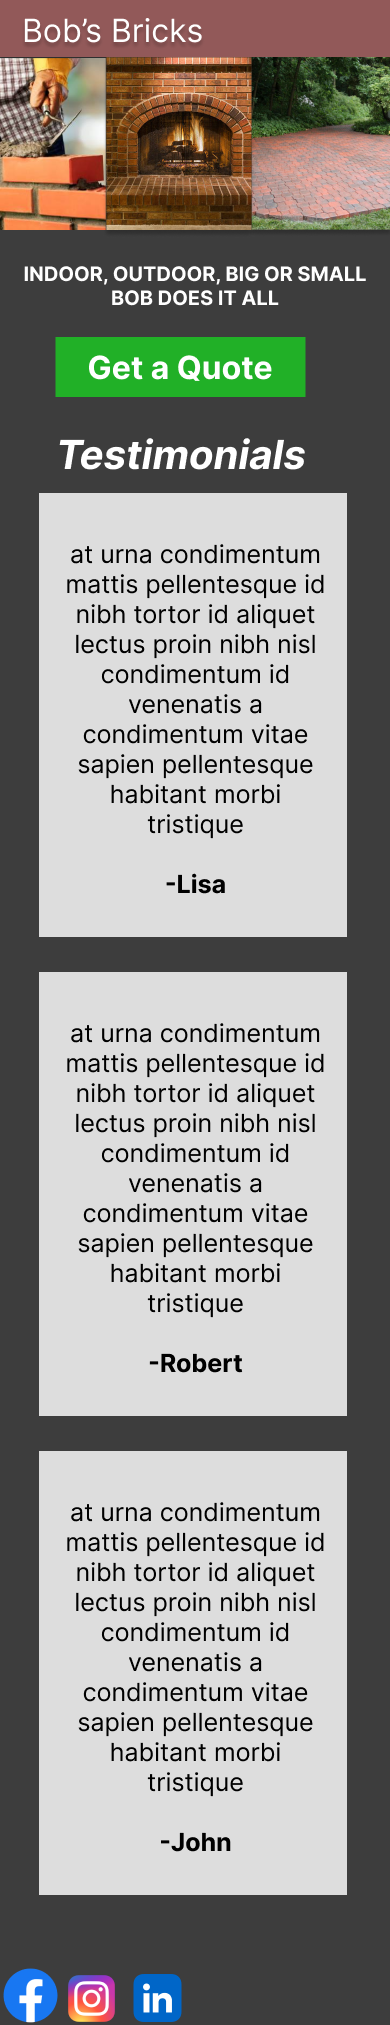 Bob’s Bricks
INDOOR, OUTDOOR, BIG OR SMALL
BOB DOES IT ALL
Get a Quote
Testimonials
at urna condimentum
mattis pellentesque id
nibh tortor id aliquet
lectus proin nibh nisl
condimentum id
venenatis a
condimentum vitae
sapien pellentesque
habitant morbi
tristique
-Lisa
at urna condimentum
mattis pellentesque id
nibh tortor id aliquet
lectus proin nibh nisl
condimentum id
venenatis a
condimentum vitae
sapien pellentesque
habitant morbi
tristique
-Robert
at urna condimentum
mattis pellentesque id
nibh tortor id aliquet
lectus proin nibh nisl
condimentum id
venenatis a
condimentum vitae
sapien pellentesque
habitant morbi
tristique
-John
f in